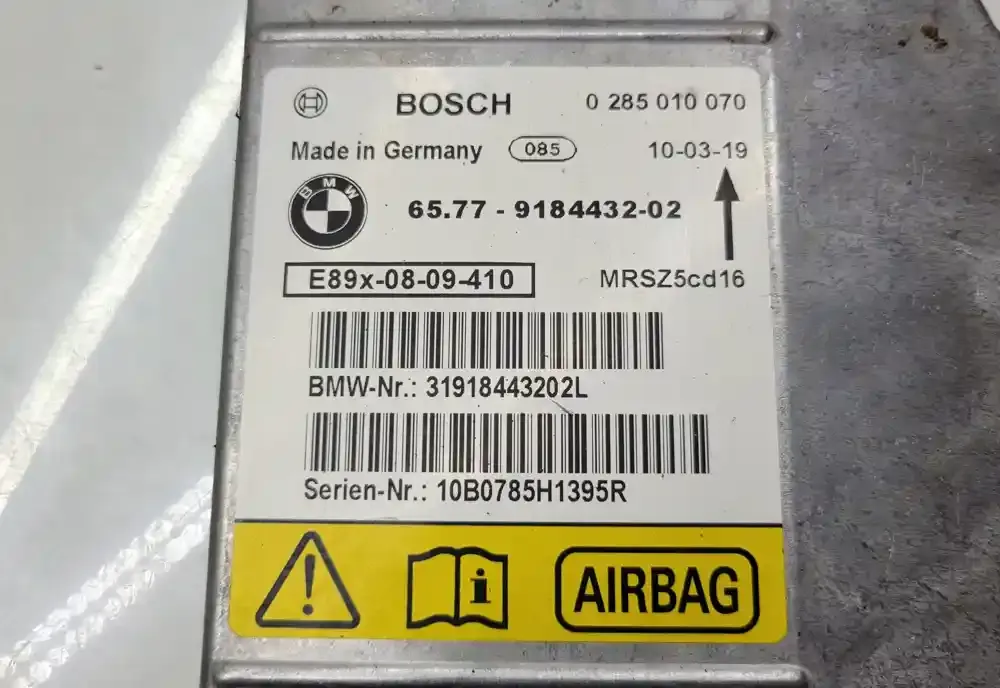 BOSCH 0 285 010 070
Made in Germany 085 10-03-19
BMW 65.77 - 9184432-02
E89x-08-09-410 MRSZ5cd16
BMW-Nr.: 31918443202L
Serien-Nr.: 10B0785H1395R
i AIRBAG